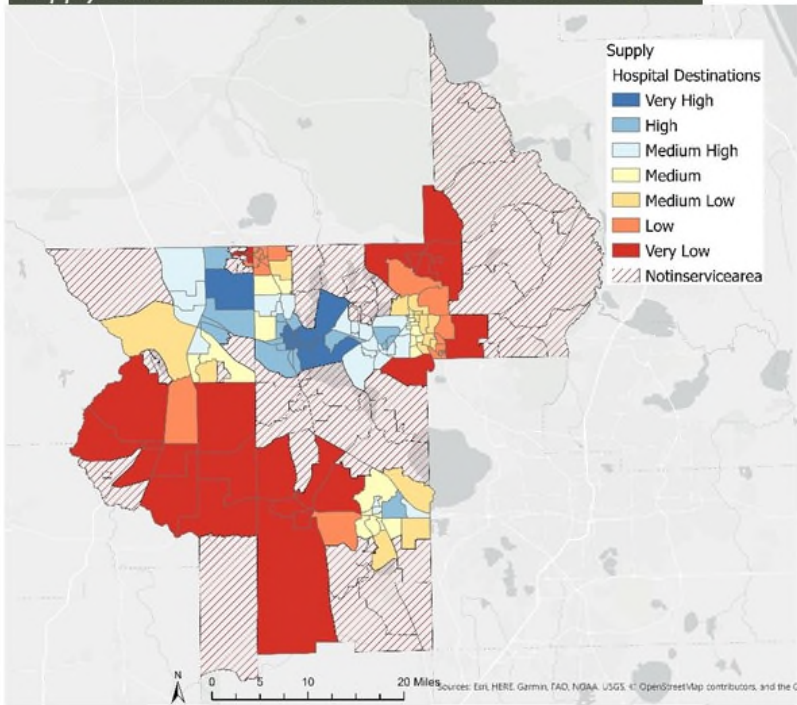 Supply
Hospital Destinations
Very High
High
Medium High
Medium
Medium Low
Low
Very Low
Notinservicearea
N
0 5 10 20 Miles
Sources: Esri, HERE, Garmin, FAO, NOAA, USGS, © OpenStreetMap contributors, and the G